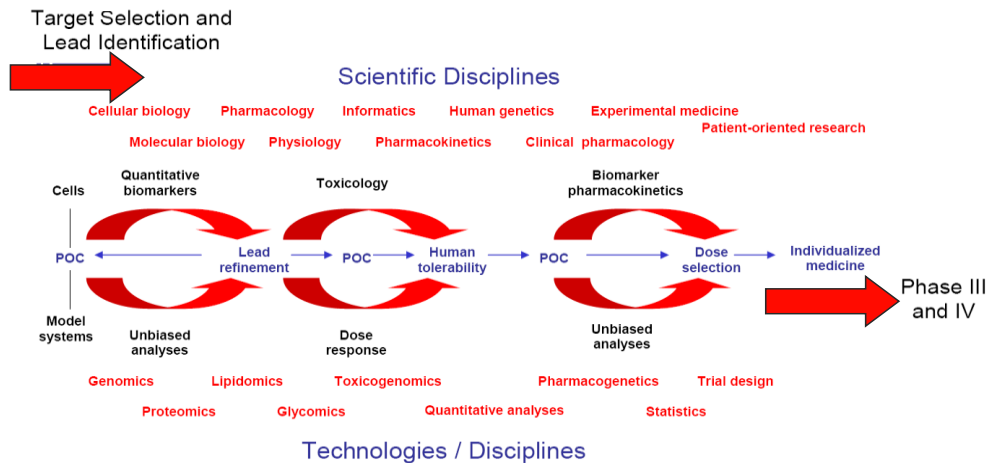 Target Selection and
Lead Identification
Scientific Disciplines
Cellular biology
Pharmacology
Informatics
Human genetics
Experimental medicine
Patient-oriented research
Molecular biology
Physiology
Pharmacokinetics
Clinical pharmacology
Quantitative
biomarkers
Toxicology
Biomarker
pharmacokinetics
Cells
POC
Lead
refinement
POC
Human
tolerability
POC
Dose
selection
Individualized
medicine
Phase III
and IV
Model
systems
Unbiased
analyses
Dose
response
Unbiased
analyses
Genomics
Lipidomics
Toxicogenomics
Pharmacogenetics
Trial design
Proteomics
Glycomics
Quantitative analyses
Statistics
Technologies / Disciplines